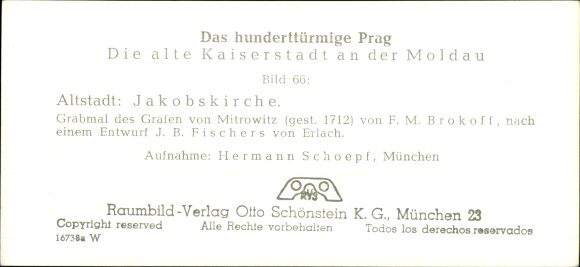 Das hunderttürmige Prag
Die alte Kaiserstadt an der Moldau
Bild 66:
Altstadt: Jakobskirche.
Grabmal des Grafen von Mitrowitz (gest. 1712) von F. M. Brokoff, nach
einem Entwurf J. B. Fischers von Erlach.
Aufnahme: Hermann Schoepf, München
RVS
Raumbild-Verlag Otto Schönstein K. G., München 23
Copyright reserved Alle Rechte vorbehalten Todos los derechos reservados
16738a W